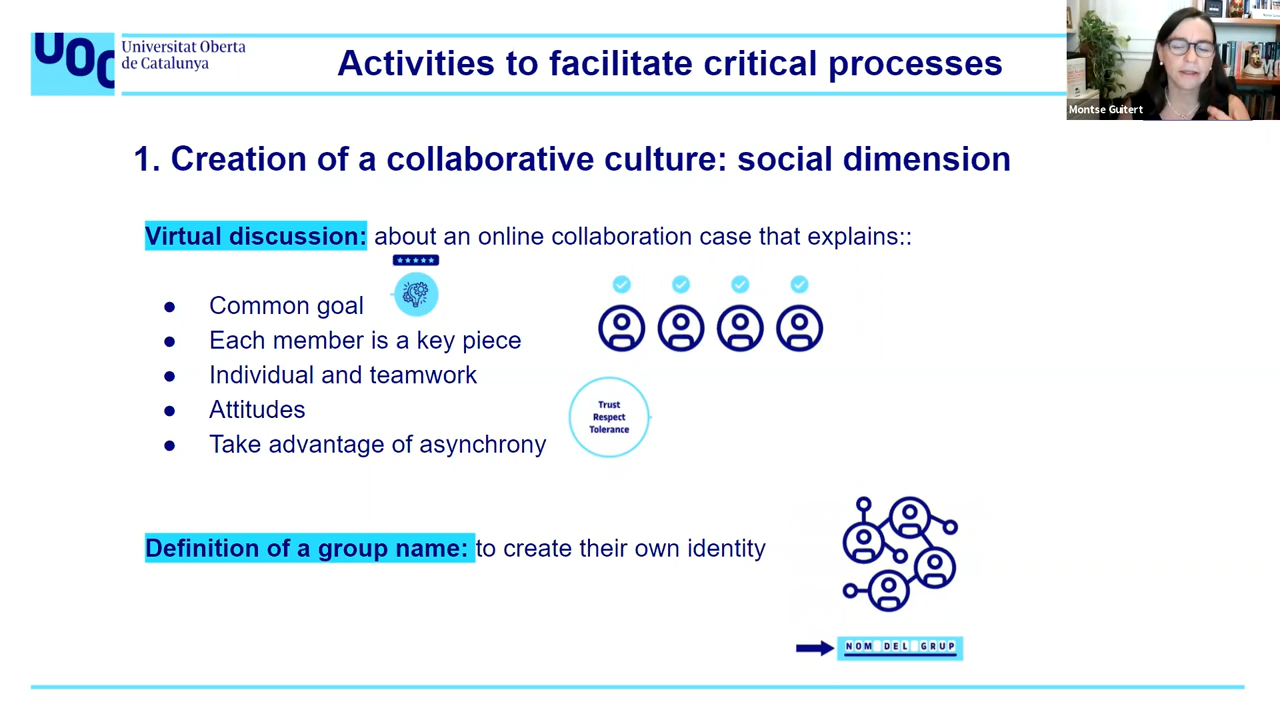 UOC
Universitat Oberta
de Catalunya
Activities to facilitate critical processes
Montse Guitert
1. Creation of a collaborative culture: social dimension
Virtual discussion: about an online collaboration case that explains::
● Common goal
● Each member is a key piece
● Individual and teamwork
● Attitudes
● Take advantage of asynchrony
Trust
Respect
Tolerance
Definition of a group name: to create their own identity
NOM DEL GRUP